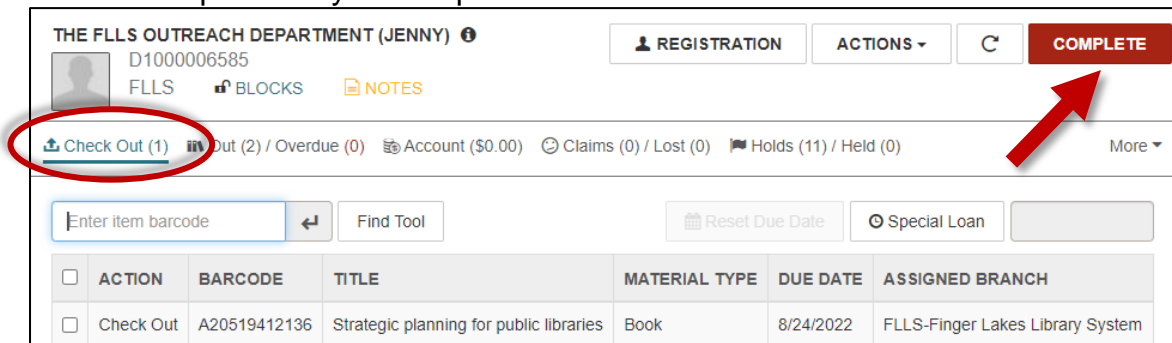 THE FLLS OUTREACH DEPARTMENT (JENNY)
REGISTRATION ACTIONS COMPLETE
D1000006585
FLLS BLOCKS NOTES
Check Out (1) Out (2) / Overdue (0) Account ($0.00) Claims (0) / Lost (0) Holds (11) / Held (0) More
Enter item barcode Find Tool Reset Due Date Special Loan
ACTION BARCODE TITLE MATERIAL TYPE DUE DATE ASSIGNED BRANCH
Check Out A20519412136 Strategic planning for public libraries Book 8/24/2022 FLLS-Finger Lakes Library System